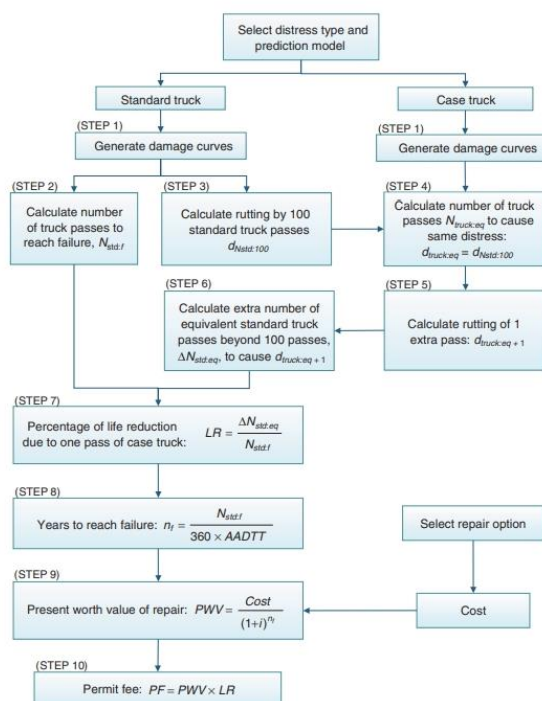 Select distress type and
prediction model
Standard truck
Case truck
(STEP 1)
Generate damage curves
(STEP 1)
Generate damage curves
(STEP 2)
Calculate number
of truck passes to
reach failure, Nstd:f
(STEP 3)
Calculate rutting by 100
standard truck passes
dNstd:100
(STEP 4)
Calculate number of truck
passes Ntruck:eq to cause
same distress:
dtruck:eq = dNstd:100
(STEP 5)
Calculate rutting of 1
extra pass: dtruck:eq + 1
(STEP 6)
Calculate extra number of
equivalent standard truck
passes beyond 100 passes,
ΔNstd:eq, to cause dtruck:eq + 1
(STEP 7)
Percentage of life reduction
due to one pass of case truck: LR = ΔNstd:eq / Nstd:f
(STEP 8)
Years to reach failure: nf = Nstd:f / 360 × AADTT
Select repair option
(STEP 9)
Present worth value of repair: PWV = Cost / (1+i)^nf
Cost
(STEP 10)
Permit fee: PF = PWV × LR